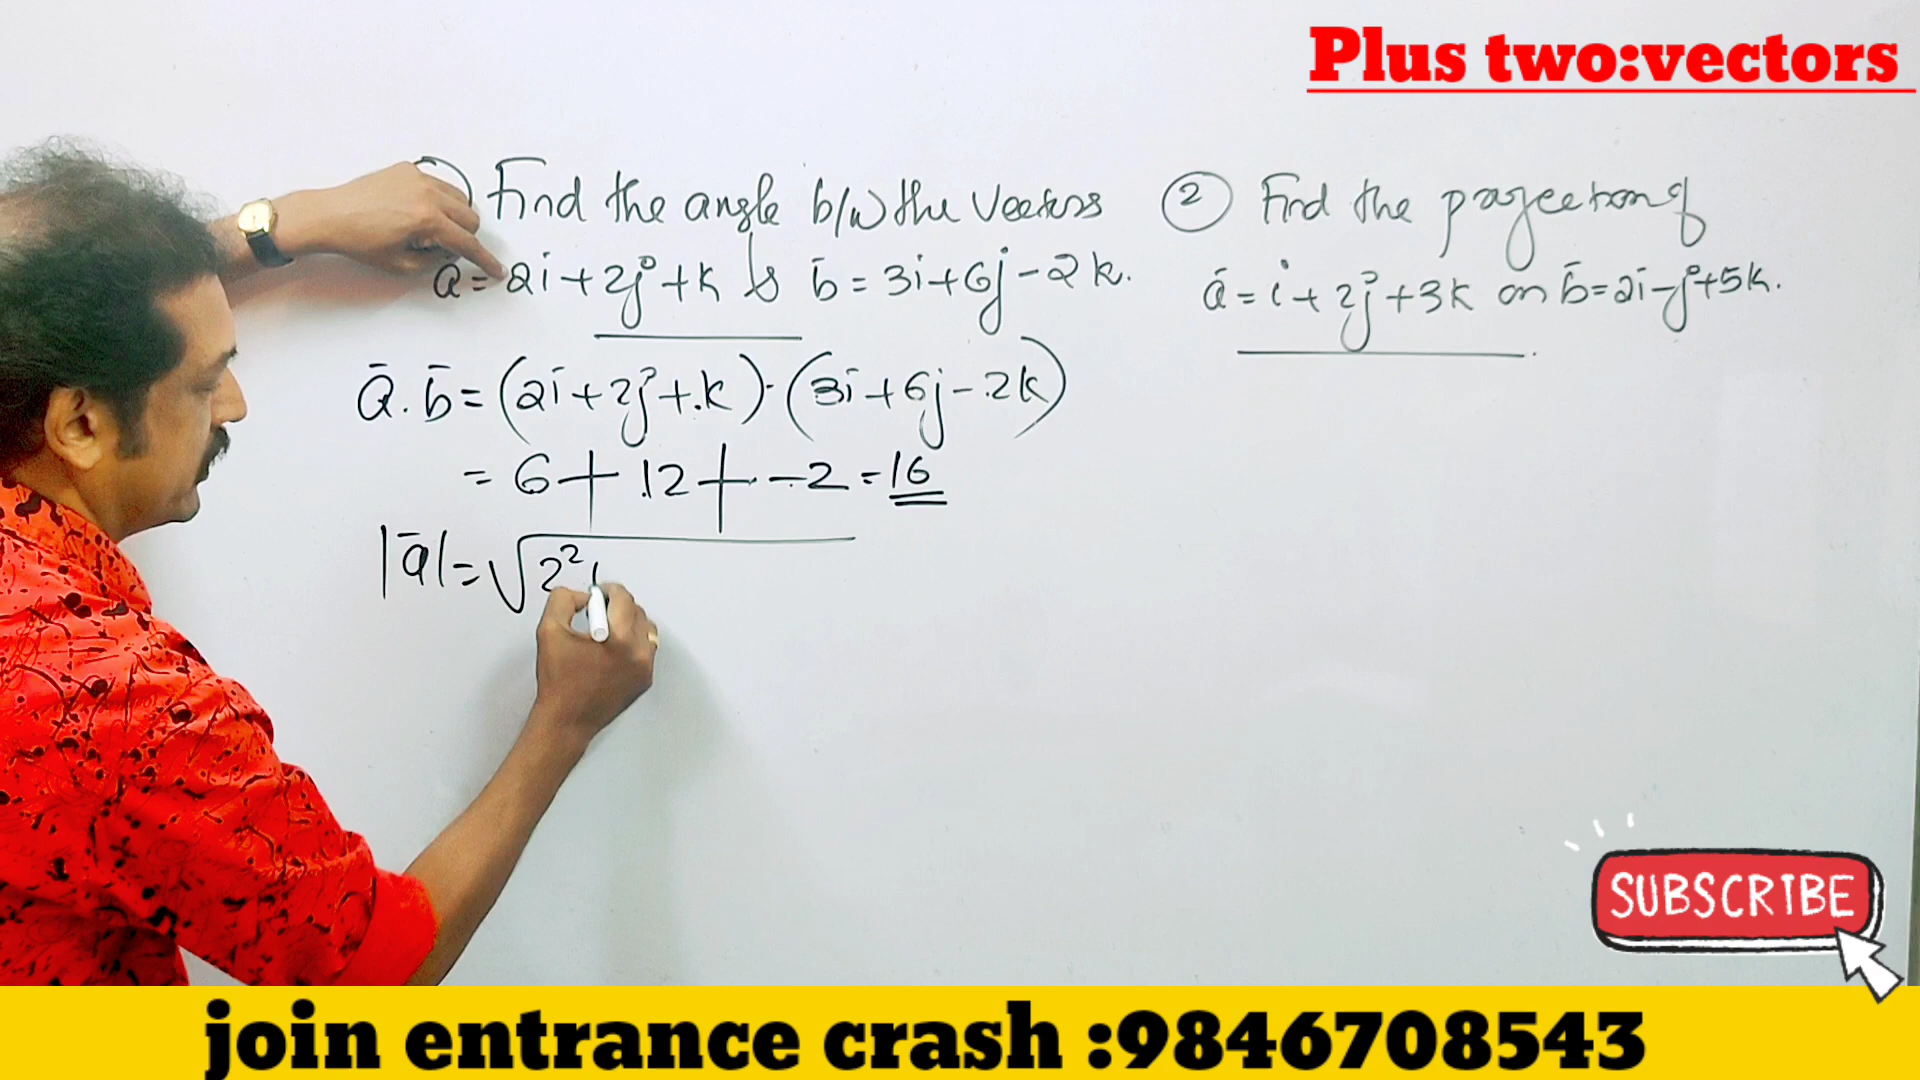 Plus two:vectors
Find the angle b/w the vectors
ā = 2i + 2j + k & b̄ = 3i + 6j - 2k.
ā . b̄ = (2i + 2j + k) . (3i + 6j - 2k)
= 6 + 12 + -2 = 16
|ā| = √2²
② Find the projection of
ā = i + 2j + 3k on b̄ = 2i - j + 5k.
SUBSCRIBE
join entrance crash :9846708543